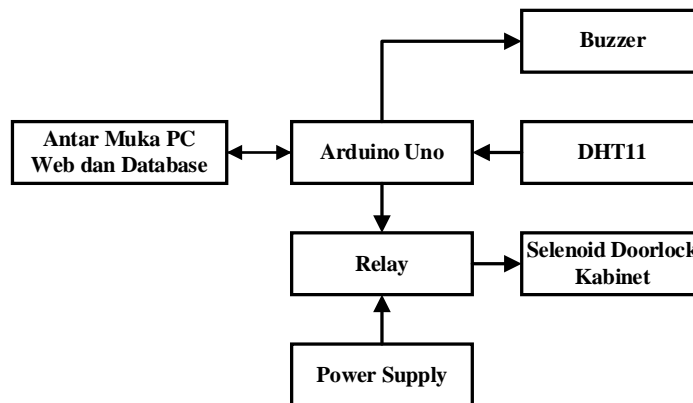 Buzzer
Antar Muka PC
Web dan Database
Arduino Uno
DHT11
Relay
Selenoid Doorlock
Kabinet
Power Supply